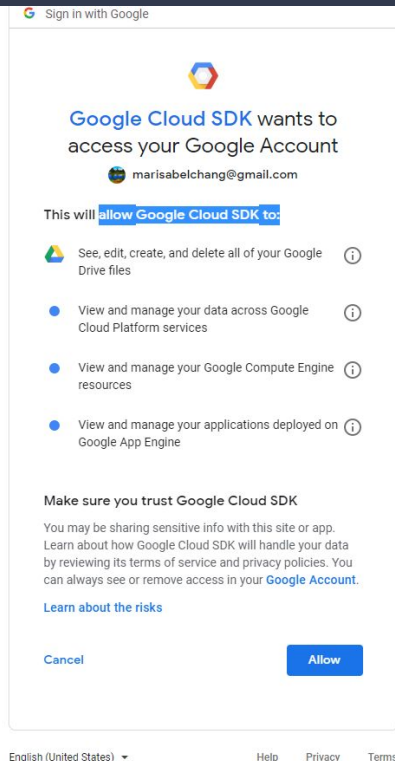 Sign in with Google
Google Cloud SDK wants to
access your Google Account
marisabelchang@gmail.com
This will allow Google Cloud SDK to:
See, edit, create, and delete all of your Google
Drive files
View and manage your data across Google
Cloud Platform services
View and manage your Google Compute Engine
resources
View and manage your applications deployed on
Google App Engine
Make sure you trust Google Cloud SDK
You may be sharing sensitive info with this site or app.
Learn about how Google Cloud SDK will handle your data
by reviewing its terms of service and privacy policies. You
can always see or remove access in your Google Account.
Learn about the risks
Cancel Allow
English (United States) Help Privacy Terms